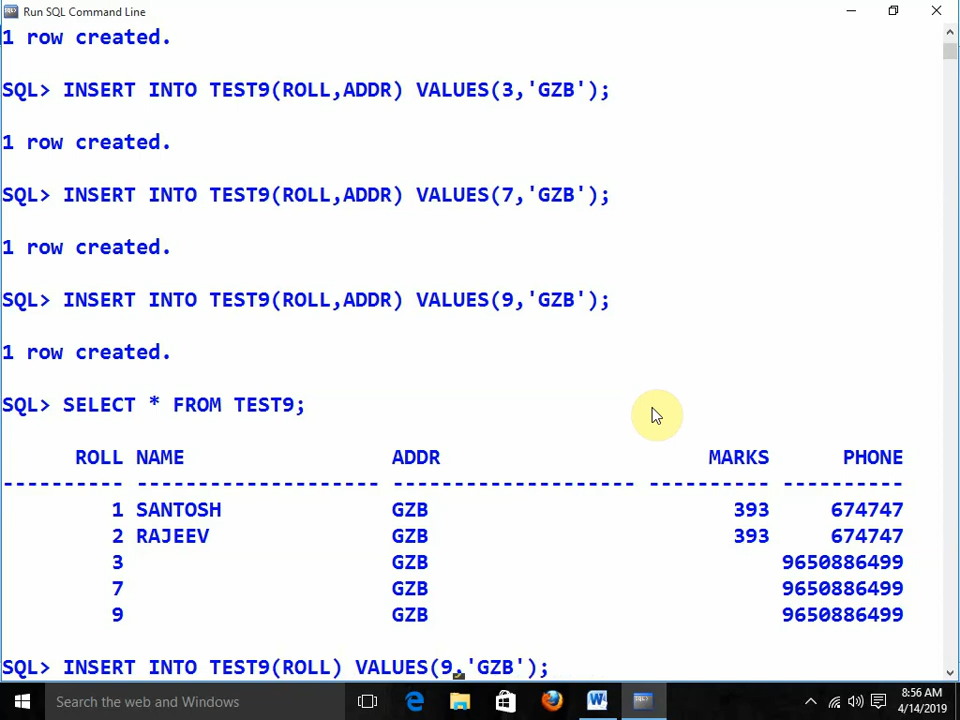 Run SQL Command Line
1 row created.
SQL> INSERT INTO TEST9(ROLL,ADDR) VALUES(3,'GZB');
1 row created.
SQL> INSERT INTO TEST9(ROLL,ADDR) VALUES(7,'GZB');
1 row created.
SQL> INSERT INTO TEST9(ROLL,ADDR) VALUES(9,'GZB');
1 row created.
SQL> SELECT * FROM TEST9;
ROLL NAME ADDR MARKS PHONE
---------- -------------------- -------------------- ---------- ----------
1 SANTOSH GZB 393 674747
2 RAJEEV GZB 393 674747
3 GZB 9650886499
7 GZB 9650886499
9 GZB 9650886499
SQL> INSERT INTO TEST9(ROLL) VALUES(9,'GZB');
Search the web and Windows
8:56 AM
4/14/2019